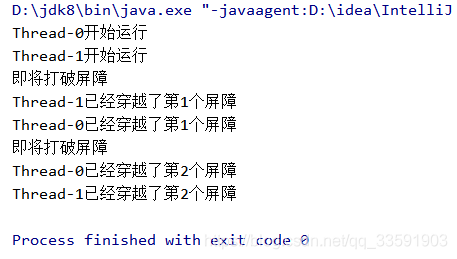 D:\jdk8\bin\java.exe "-javaagent:D:\idea\IntelliJ
Thread-0开始运行
Thread-1开始运行
即将打破屏障
Thread-1已经穿越了第1个屏障
Thread-0已经穿越了第1个屏障
即将打破屏障
Thread-0已经穿越了第2个屏障
Thread-1已经穿越了第2个屏障
Process finished with exit code 0
https://blog.csdn.net/qq_33591903